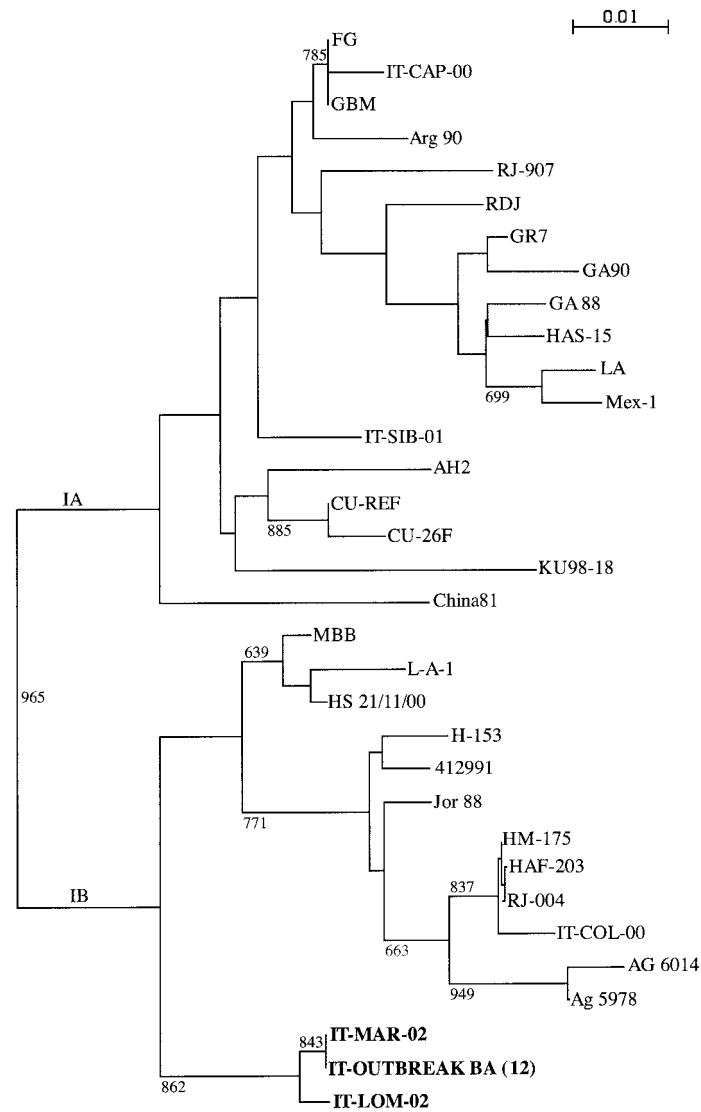 0.01
FG
785
IT-CAP-00
GBM
Arg 90
RJ-907
RDJ
GR7
GA90
GA 88
HAS-15
LA
699
Mex-1
IT-SIB-01
AH2
IA
CU-REF
885
CU-26F
KU98-18
China81
MBB
639
L-A-1
965
HS 21/11/00
H-153
412991
Jor 88
771
HM-175
HAF-203
837
IB
RJ-004
IT-COL-00
663
AG 6014
949
Ag 5978
IT-MAR-02
843
IT-OUTBREAK BA (12)
862
IT-LOM-02